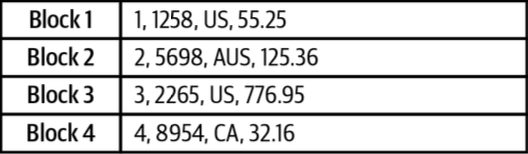 Block 1 1, 1258, US, 55.25
Block 2 2, 5698, AUS, 125.36
Block 3 3, 2265, US, 776.95
Block 4 4, 8954, CA, 32.16